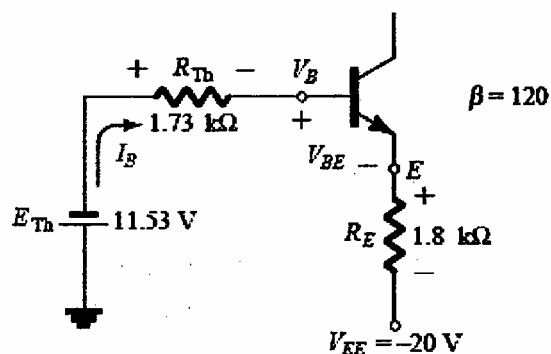 + R_Th − V_B
β = 120
1.73 kΩ
+
I_B
V_BE − E
+
E_Th 11.53 V
R_E 1.8 kΩ
−
V_EE = −20 V